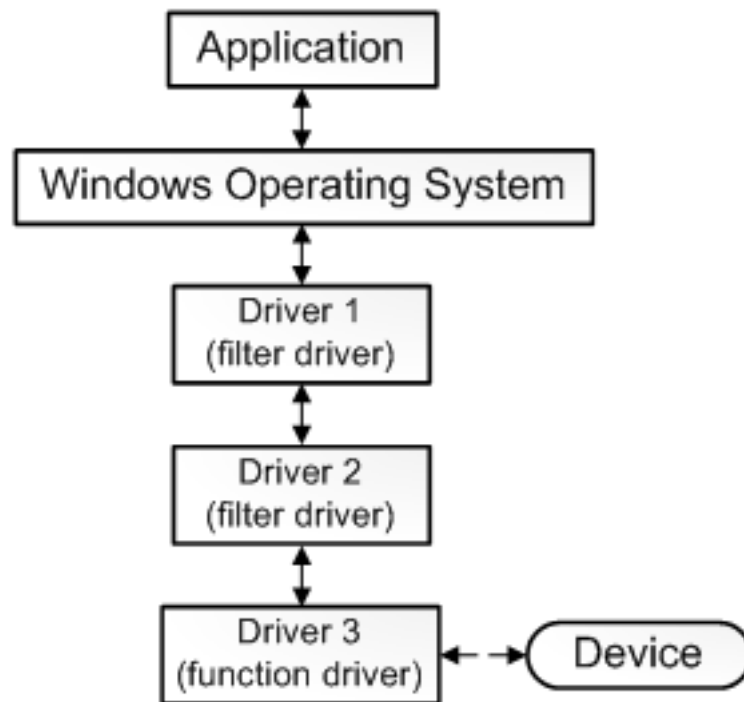 Application
Windows Operating System
Driver 1
(filter driver)
Driver 2
(filter driver)
Driver 3
(function driver)
Device